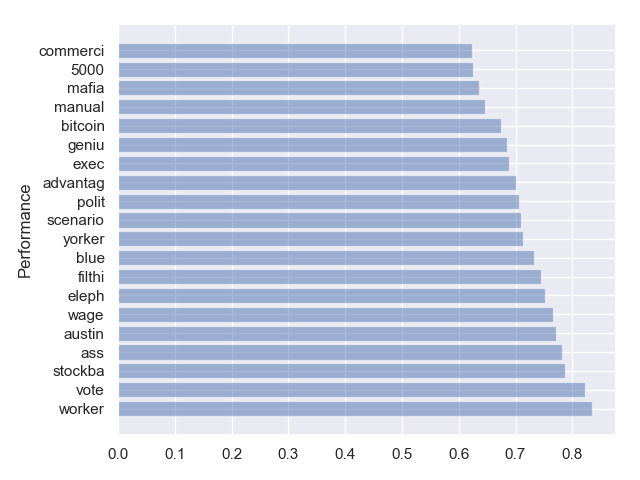 commerci
5000
mafia
manual
bitcoin
geniu
exec
advantag
polit
scenario
yorker
blue
filthi
eleph
wage
austin
ass
stockba
vote
worker
Performance
0.0 0.1 0.2 0.3 0.4 0.5 0.6 0.7 0.8